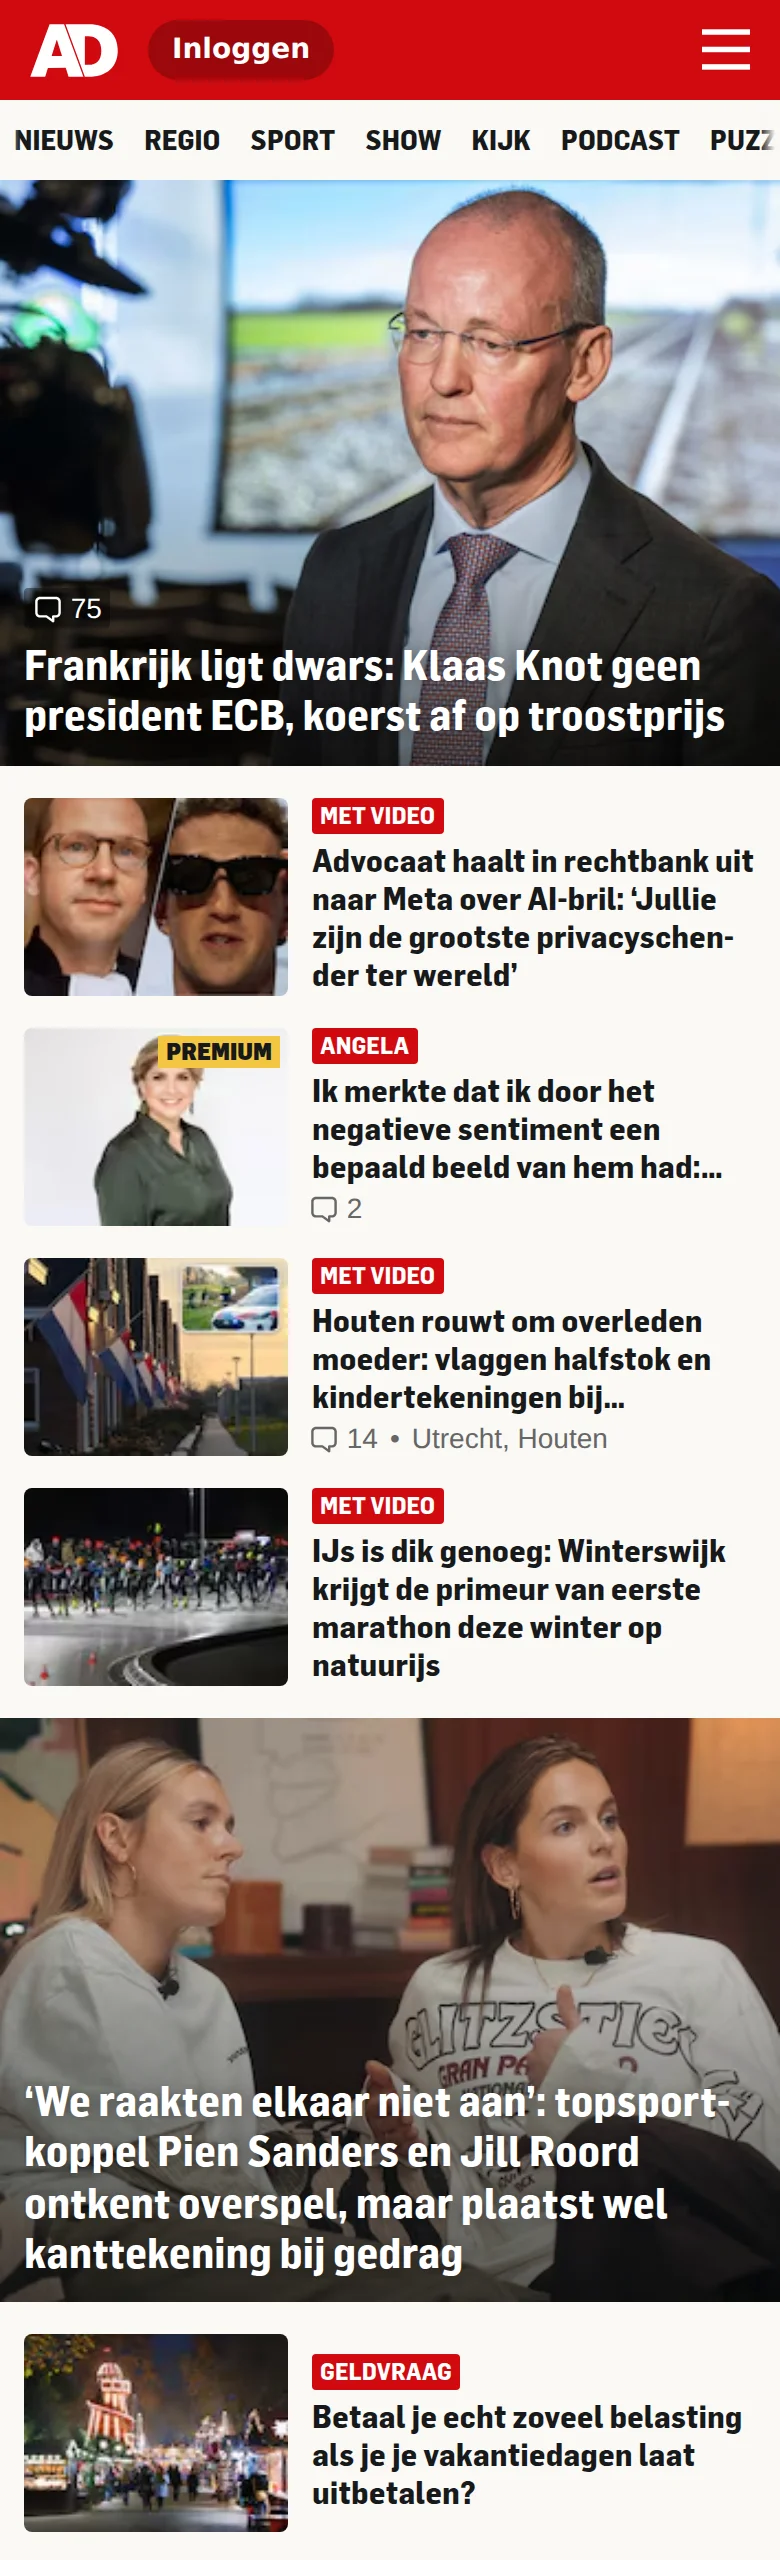 AD
Inloggen
NIEUWS REGIO SPORT SHOW KIJK PODCAST PUZZ
75
Frankrijk ligt dwars: Klaas Knot geen
president ECB, koerst af op troostprijs
MET VIDEO
Advocaat haalt in rechtbank uit
naar Meta over AI-bril: ‘Jullie
zijn de grootste privacyschen-
der ter wereld’
PREMIUM
ANGELA
Ik merkte dat ik door het
negatieve sentiment een
bepaald beeld van hem had:...
2
MET VIDEO
Houten rouwt om overleden
moeder: vlaggen halfstok en
kindertekeningen bij...
14 • Utrecht, Houten
MET VIDEO
IJs is dik genoeg: Winterswijk
krijgt de primeur van eerste
marathon deze winter op
natuurijs
GRAN
‘We raakten elkaar niet aan’: topsport-
koppel Pien Sanders en Jill Roord
ontkent overspel, maar plaatst wel
kanttekening bij gedrag
GELDVRAAG
Betaal je echt zoveel belasting
als je je vakantiedagen laat
uitbetalen?